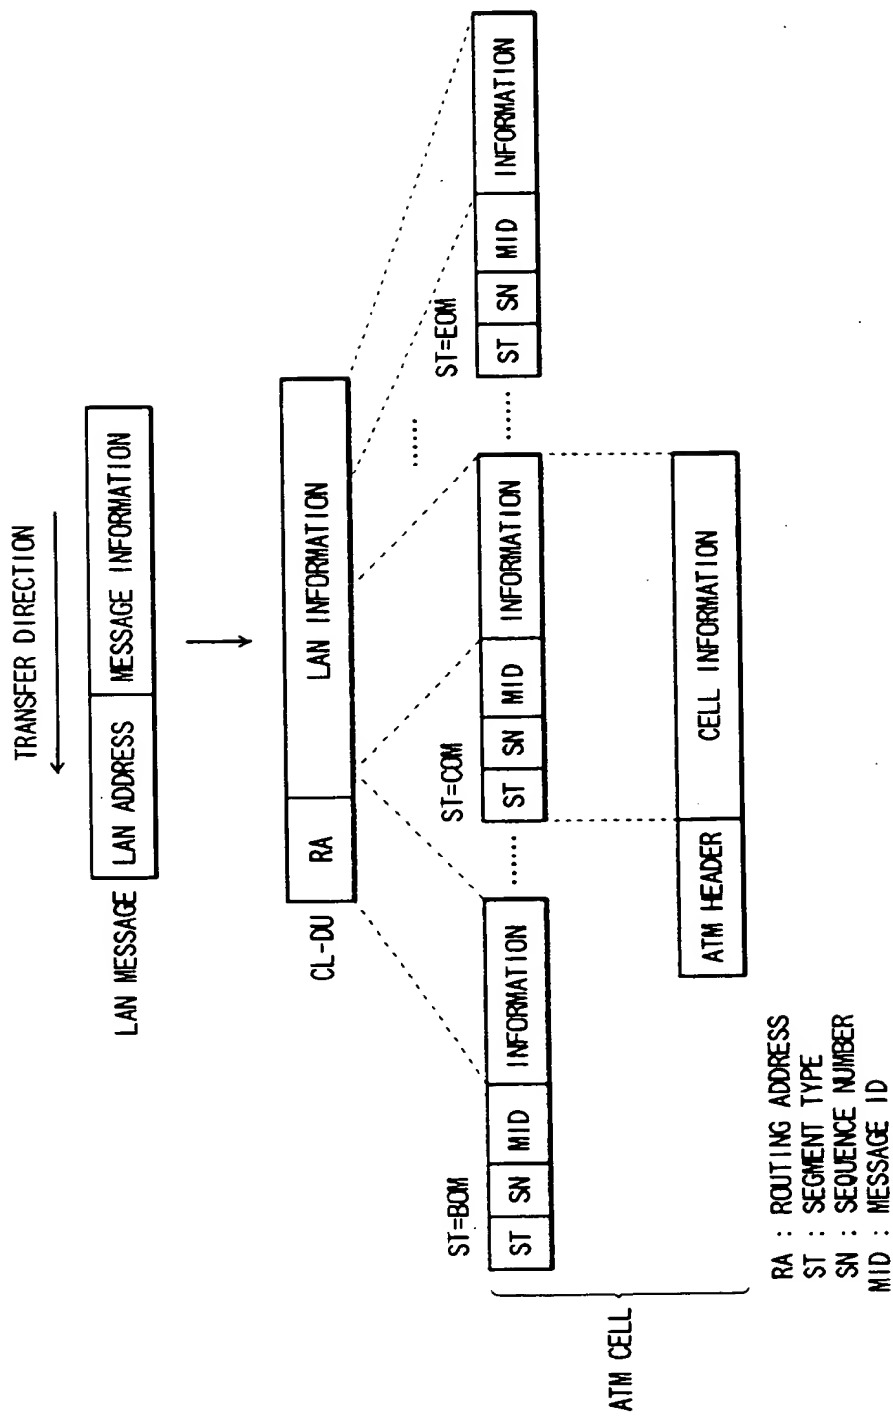 TRANSFER DIRECTION
LAN MESSAGE
LAN ADDRESS
MESSAGE INFORMATION
CL-DU
RA
LAN INFORMATION
......
ST=BOM
ST=COM
ST=EOM
ST SN MID INFORMATION
......
ST SN MID INFORMATION
......
ST SN MID INFORMATION
ATM CELL
ATM HEADER
CELL INFORMATION
RA : ROUTING ADDRESS
ST : SEGMENT TYPE
SN : SEQUENCE NUMBER
MID : MESSAGE ID